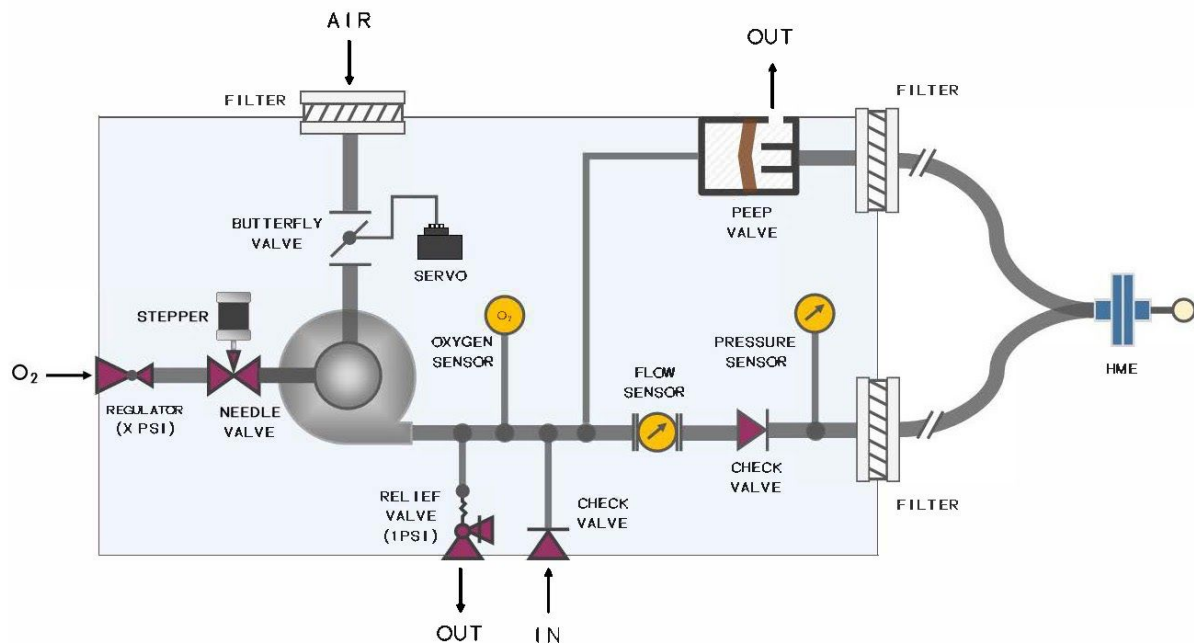 AIR
OUT
FILTER
FILTER
BUTTERFLY
VALVE
SERVO
PEEP
VALVE
STEPPER
O₂
OXYGEN
SENSOR
PRESSURE
SENSOR
O₂
REGULATOR
(X PSI)
NEEDLE
VALVE
FLOW
SENSOR
HME
CHECK
VALVE
RELIEF
VALVE
(1PSI)
CHECK
VALVE
FILTER
OUT
IN